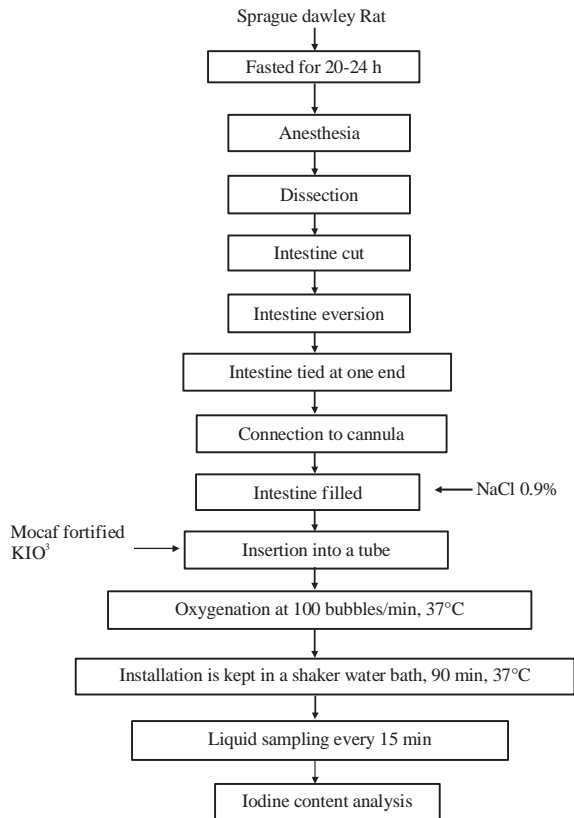 Sprague dawley Rat
Fasted for 20-24 h
Anesthesia
Dissection
Intestine cut
Intestine eversion
Intestine tied at one end
Connection to cannula
Intestine filled
NaCl 0.9%
Mocaf fortified
KIO³
Insertion into a tube
Oxygenation at 100 bubbles/min, 37°C
Installation is kept in a shaker water bath, 90 min, 37°C
Liquid sampling every 15 min
Iodine content analysis